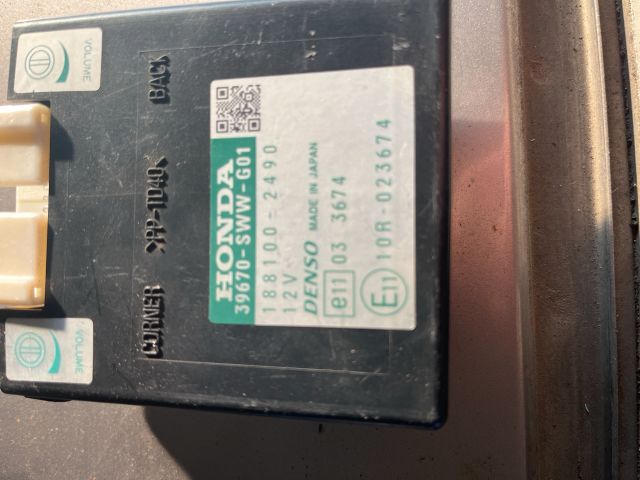 VOLUME
BACK
>PP-TD40<
CORNER
VOLUME
HONDA
39670-SWW-G01
188100-2490
12V
DENSO MADE IN JAPAN
e11 03 3674
E11 10R-023674